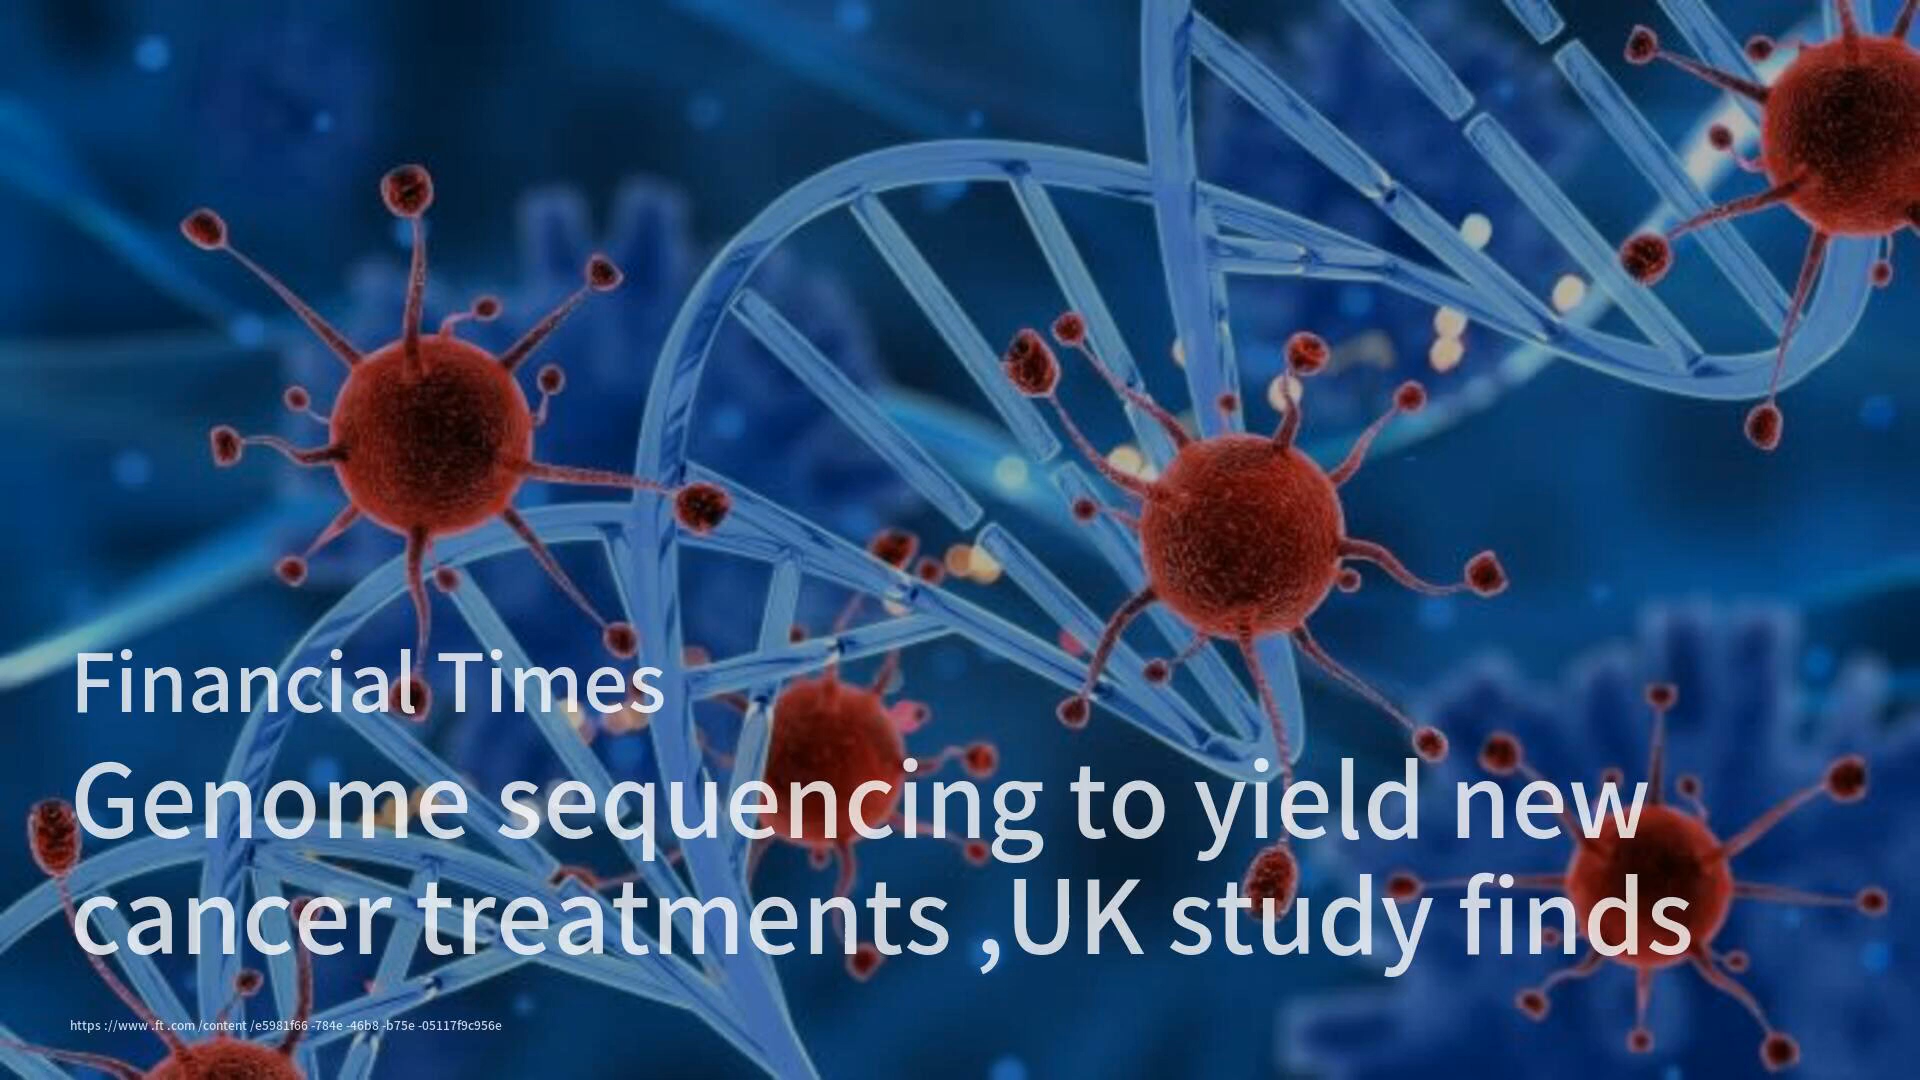 Financial Times
Genome sequencing to yield new
cancer treatments ,UK study finds
https ://www .ft .com /content /e5981f66 -784e -46b8 -b75e -05117f9c956e